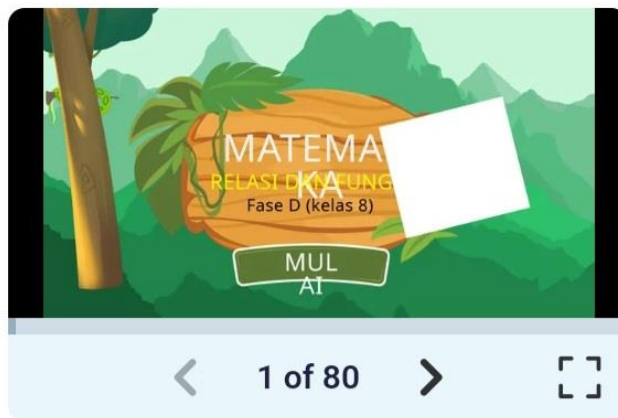 MATEMA
KA
RELASI DAN FUNG
Fase D (kelas 8)
MUL
AI
1 of 80